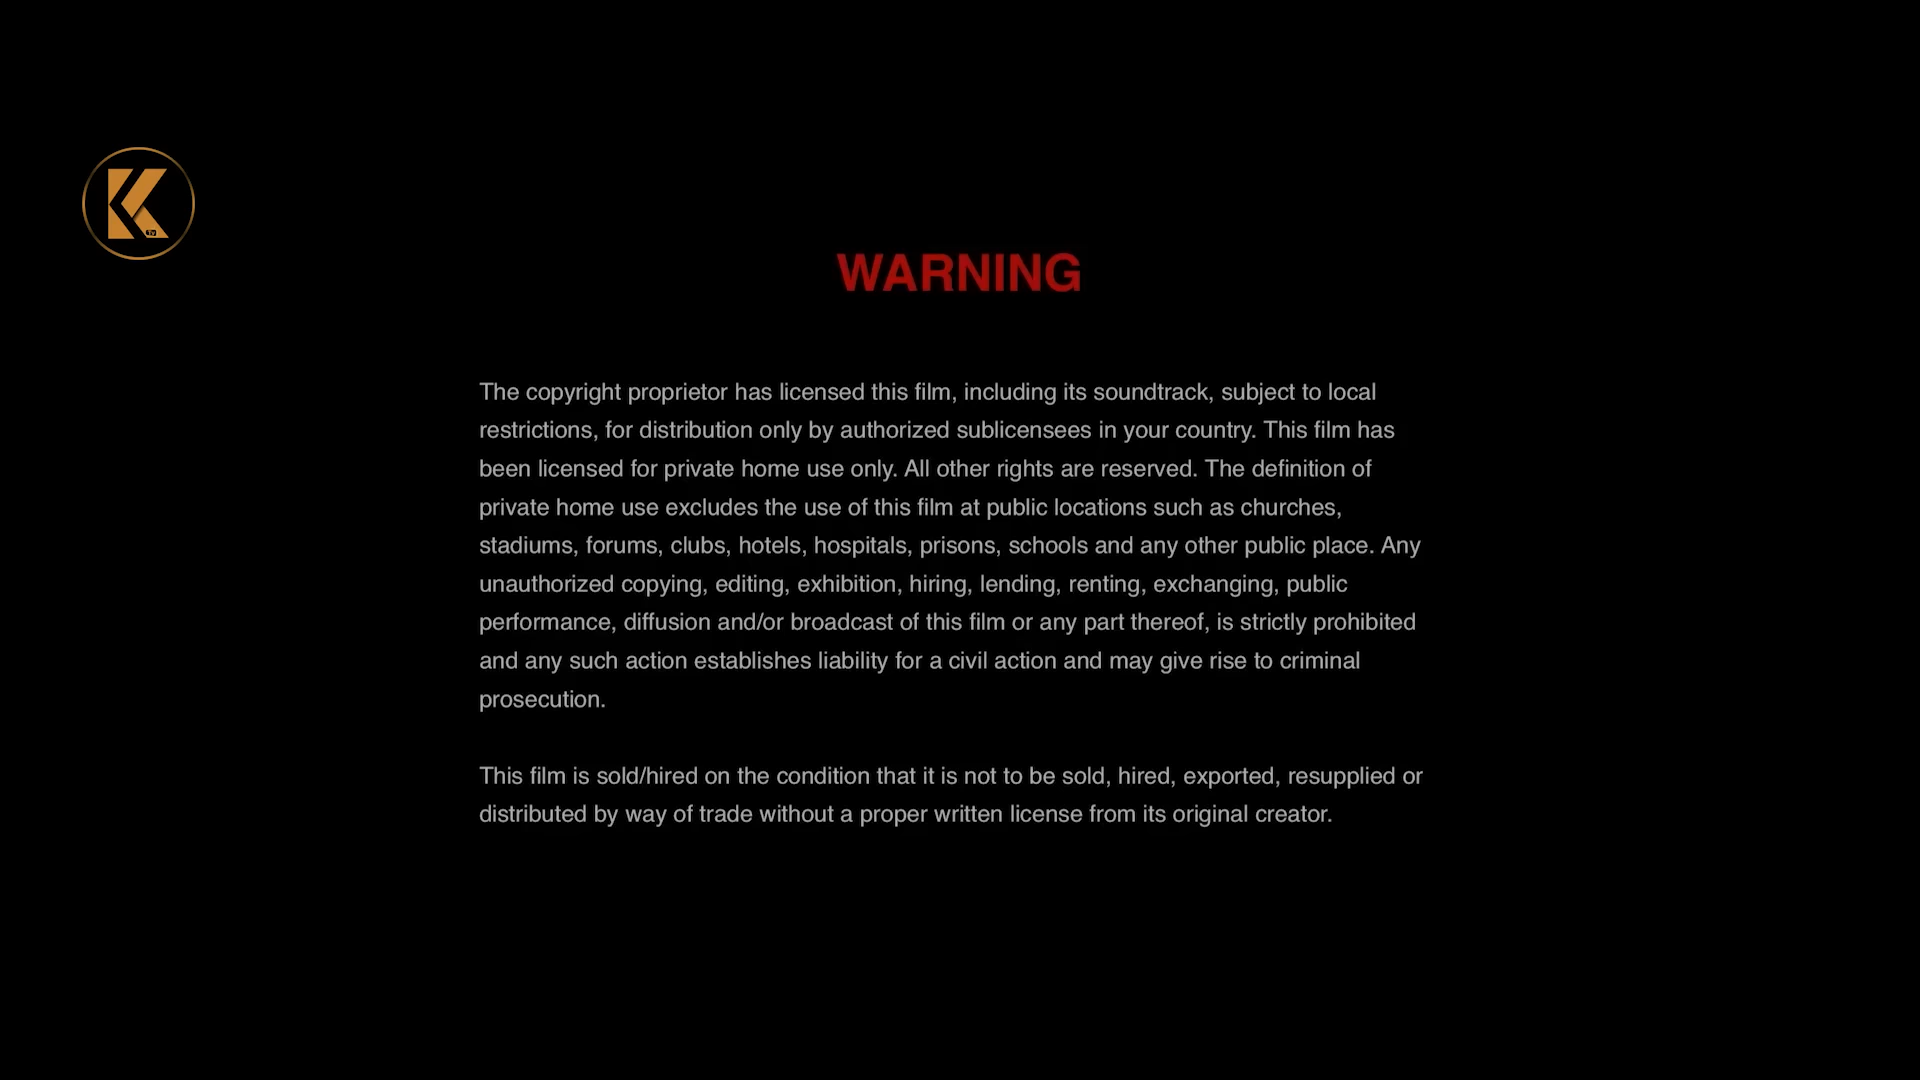 K
TV
WARNING
The copyright proprietor has licensed this film, including its soundtrack, subject to local
restrictions, for distribution only by authorized sublicensees in your country. This film has
been licensed for private home use only. All other rights are reserved. The definition of
private home use excludes the use of this film at public locations such as churches,
stadiums, forums, clubs, hotels, hospitals, prisons, schools and any other public place. Any
unauthorized copying, editing, exhibition, hiring, lending, renting, exchanging, public
performance, diffusion and/or broadcast of this film or any part thereof, is strictly prohibited
and any such action establishes liability for a civil action and may give rise to criminal
prosecution.
This film is sold/hired on the condition that it is not to be sold, hired, exported, resupplied or
distributed by way of trade without a proper written license from its original creator.